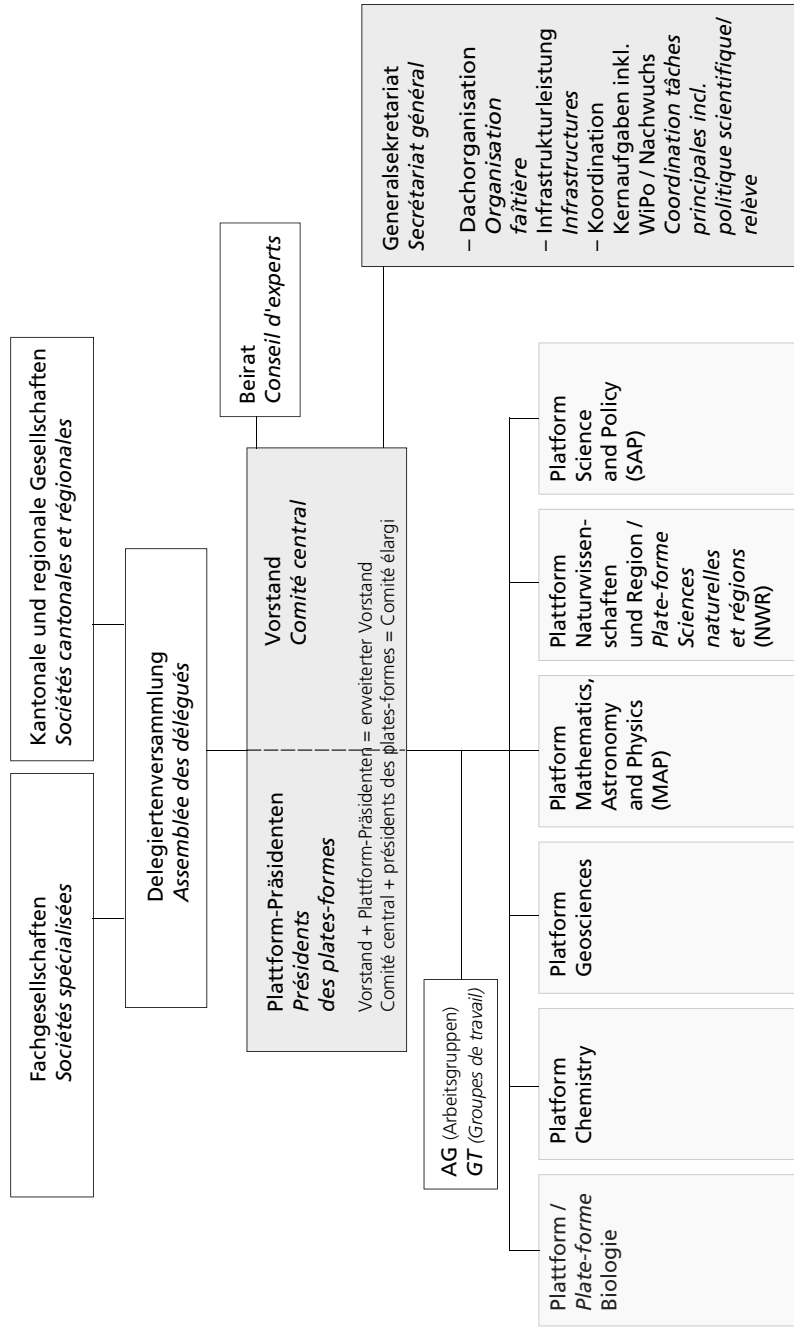 Fachgesellschaften
Sociétés spécialisées
Kantonale und regionale Gesellschaften
Sociétés cantonales et régionales
Delegiertenversammlung
Assemblée des délégués
Plattform-Präsidenten
Présidents
des plates-formes
Vorstand
Comité central
Vorstand + Plattform-Präsidenten = erweiterter Vorstand
Comité central + présidents des plates-formes = Comité élargi
Beirat
Conseil d'experts
Generalsekretariat
Secrétariat général
– Dachorganisation
Organisation
faîtière
– Infrastrukturleistung
Infrastructures
– Koordination
Kernaufgaben inkl.
WiPo / Nachwuchs
Coordination tâches
principales incl.
politique scientifique/
relève
AG (Arbeitsgruppen)
GT (Groupes de travail)
Plattform /
Plate-forme
Biologie
Platform
Chemistry
Platform
Geosciences
Platform
Mathematics,
Astronomy
and Physics
(MAP)
Plattform
Naturwissen-
schaften
und Region /
Plate-forme
Sciences
naturelles
et régions
(NWR)
Platform
Science
and Policy
(SAP)